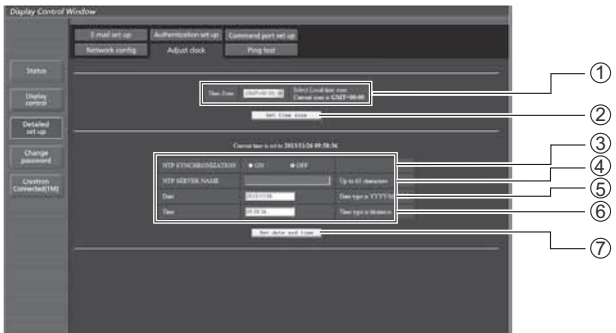 Display Control
Window
E-mail set up
Authentication set up
Command port set up
Network config
Adjust clock
Ping test
Status
Display
control
Detailed
set up
Change
password
Crestron
Connected(TM)
Time Zone
Select Local time zone
Current zone is GMT+00:00
Set time zone
Current time is set to 2015/11/26 09:58:36
NTP SYNCHRONIZATION
ON
OFF
NTP SERVER NAME
Up to 63 characters
Date
2015/11/26
Date type is
Time
09:58:36
Time type is
Set date and time
①
②
③
④
⑤
⑥
⑦